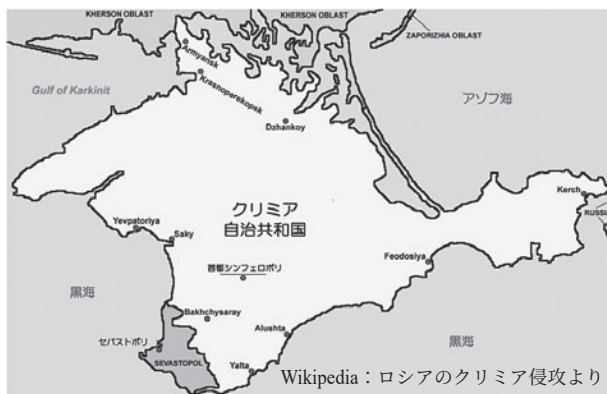 KHERSON OBLAST
KHERSON OBLAST
ZAPORIZHIA OBLAST
Armyansk
Gulf of Karkinit
Krasnoperekopsk
アゾフ海
Dzhankoy
Kerch
RUSS
クリミア
自治共和国
Yevpatoriya
Saky
Feodosiya
首都シンフェロポリ
黒海
Bakhchysaray
Alushta
黒海
セバストポリ
SEVASTOPOL
Yalta
Wikipedia：ロシアのクリミア侵攻より